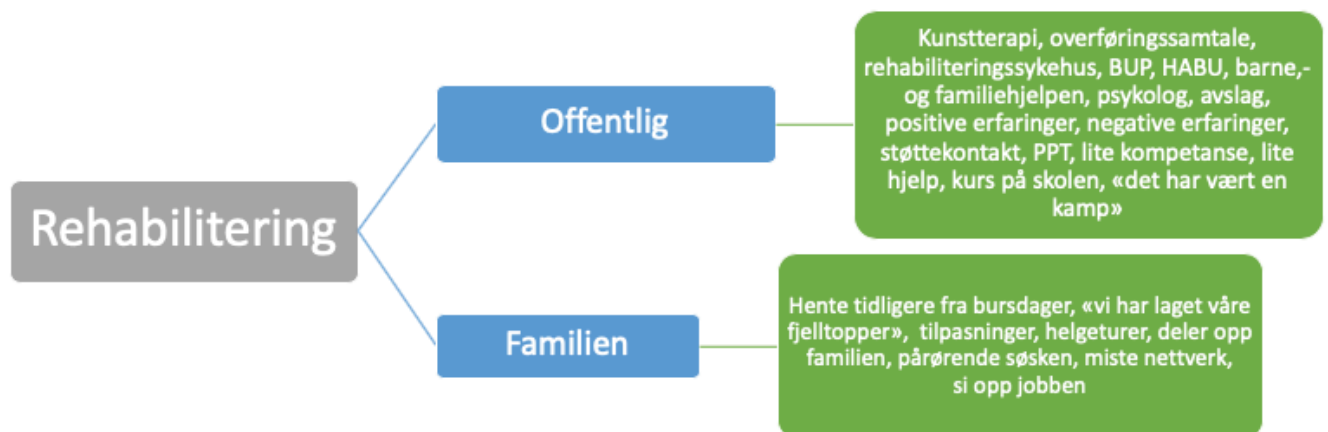 Rehabilitering
Offentlig
Kunstterapi, overføringssamtale,
rehabiliteringssykehus, BUP, HABU, barne,-
og familiehjelpen, psykolog, avslag,
positive erfaringer, negative erfaringer,
støttekontakt, PPT, lite kompetanse, lite
hjelp, kurs på skolen, «det har vært en
kamp»
Familien
Hente tidligere fra bursdager, «vi har laget våre
fjelltopper», tilpasninger, helgeturer, deler opp
familien, pårørende søsken, miste nettverk,
si opp jobben